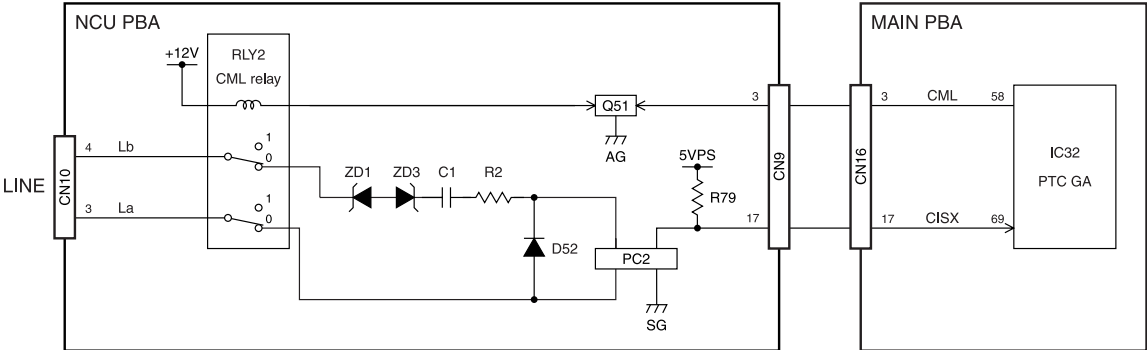 NCU PBA
MAIN PBA
+12V
RLY2
CML relay
Q51
AG
3
CN9
3
CN16
CML
58
IC32
PTC GA
LINE
CN10
4
Lb
1
0
ZD1
ZD3
C1
R2
5VPS
R79
3
La
1
0
D52
PC2
SG
17
17
CISX
69